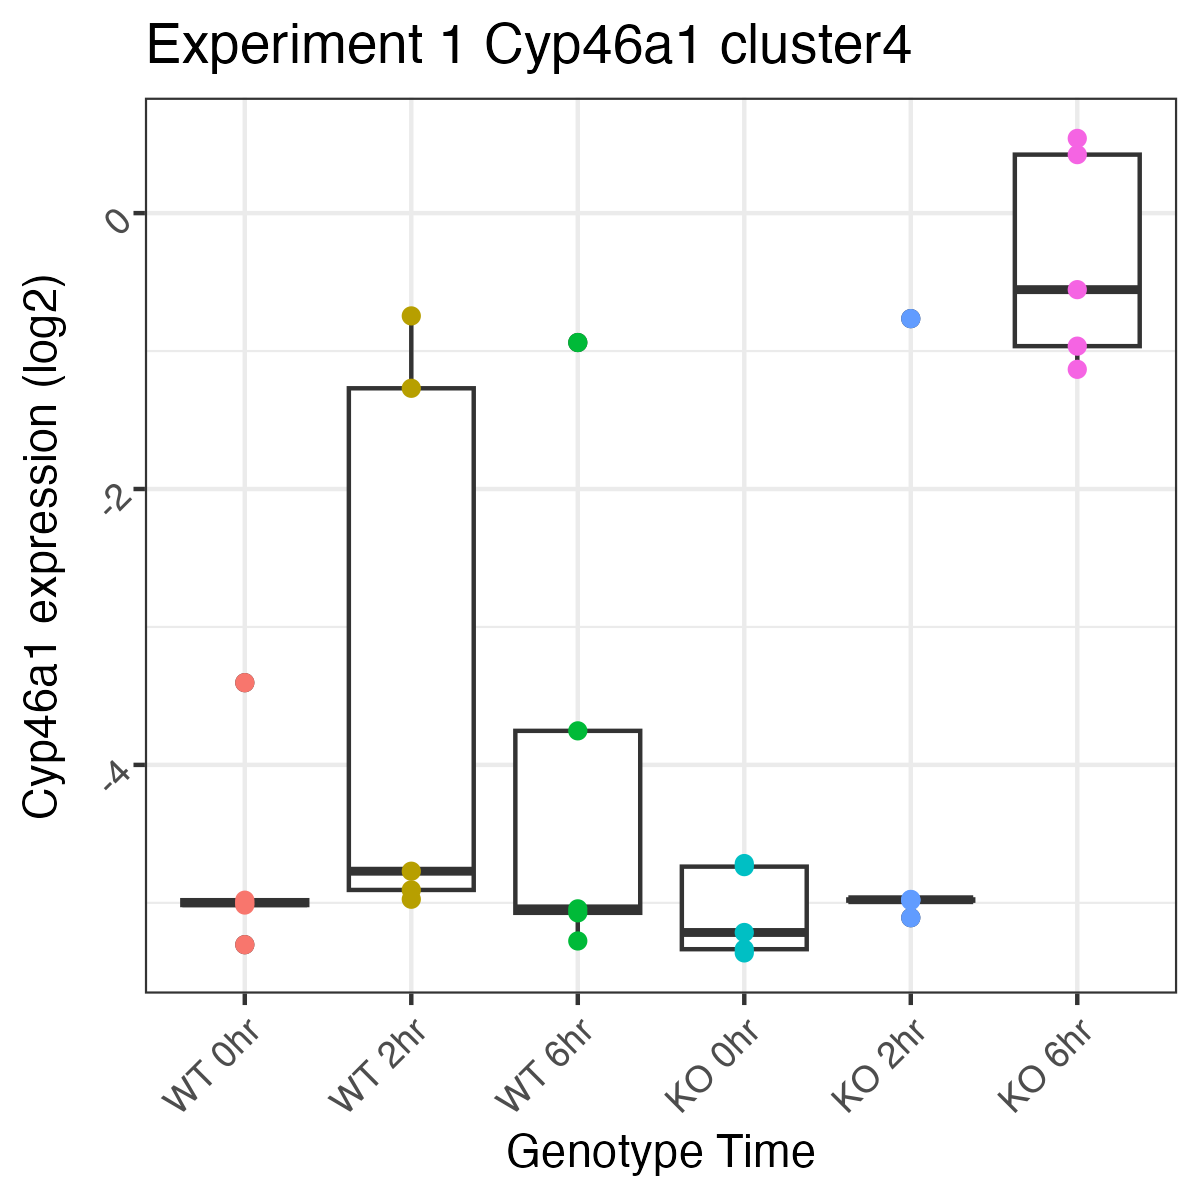 Experiment 1 Cyp46a1 cluster4
Cyp46a1 expression (log2)
0
-2
-4
WT 0hr
WT 2hr
WT 6hr
KO 0hr
KO 2hr
KO 6hr
Genotype Time